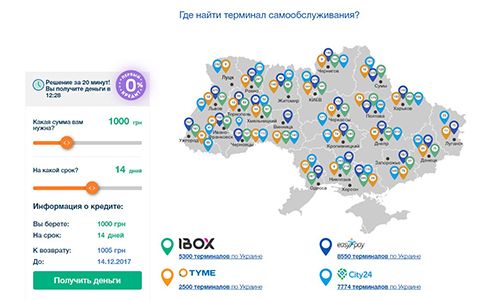 Где найти терминал самообслуживания?
Решение за 20 минут!
Вы получите деньги в
12:28
ПЕРВЫЙ
0%
КРЕДИТ
Какая сумма вам
нужна?
1000 грн
На какой срок?
14 дней
Информация о кредите:
Вы берете: 1000 грн
На срок: 14 дней
К возврату: 1005 грн
До: 14.12.2017
Получить деньги
Луцк
Ровно
Житомир
КИЕВ
Чернигов
Сумы
Львов
Тернополь
Хмельницкий
Винница
Черкассы
Полтава
Харьков
Ужгород
Ивано-
Франковск
Черновцы
Кропивницкий
Днепр
Луганск
Донецк
Запорожье
Одесса
Николаев
Херсон
IBOX
5300 терминалов по Украине
easypay
8550 терминалов по Украине
TYME
2500 терминалов по Украине
City24
7774 терминалов по Украине